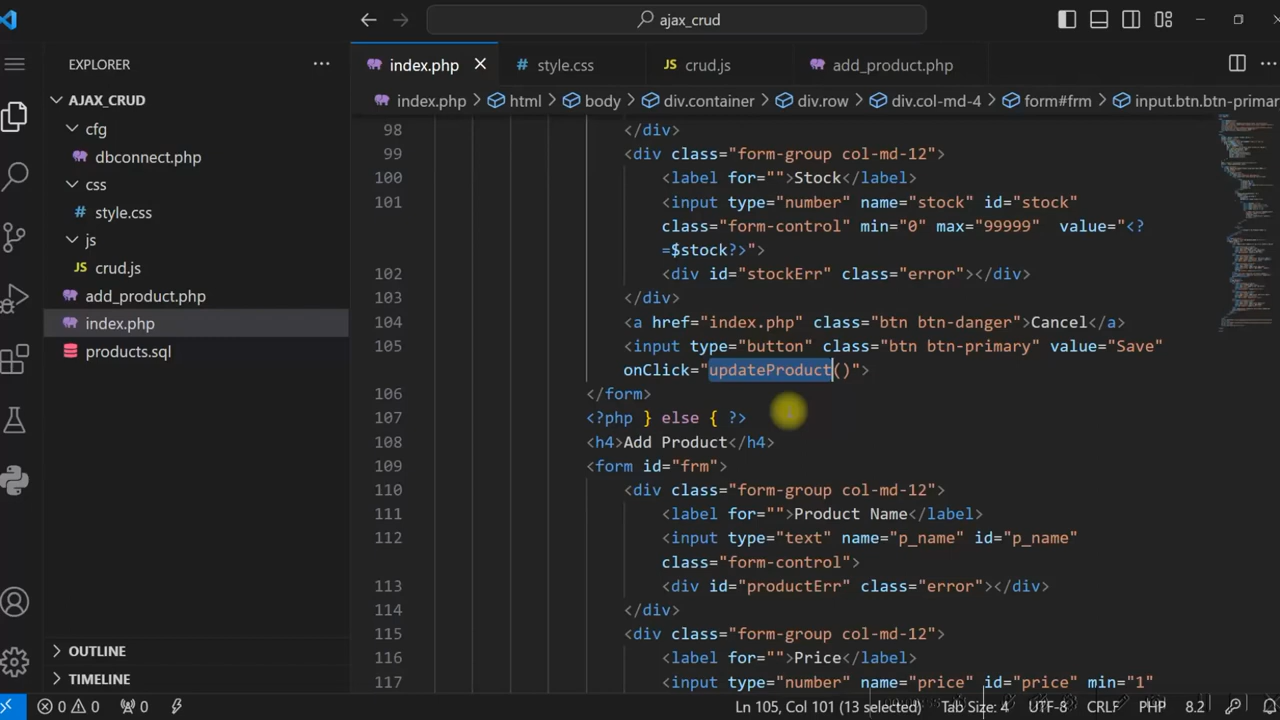 ajax_crud
EXPLORER
index.php
style.css
JS crud.js
add_product.php
AJAX_CRUD
index.php > html > body > div.container > div.row > div.col-md-4 > form#frm > input.btn.btn-primar
cfg
dbconnect.php
css
# style.css
js
JS crud.js
add_product.php
index.php
products.sql
OUTLINE
TIMELINE
98 </div>
99 <div class="form-group col-md-12">
100 <label for="">Stock</label>
101 <input type="number" name="stock" id="stock"
class="form-control" min="0" max="99999"  value="<?
=$stock?>">
102 <div id="stockErr" class="error"></div>
103 </div>
104 <a href="index.php" class="btn btn-danger">Cancel</a>
105 <input type="button" class="btn btn-primary" value="Save"
onClick="updateProduct()">
106 </form>
107 <?php } else { ?>
108 <h4>Add Product</h4>
109 <form id="frm">
110 <div class="form-group col-md-12">
111 <label for="">Product Name</label>
112 <input type="text" name="p_name" id="p_name"
class="form-control">
113 <div id="productErr" class="error"></div>
114 </div>
115 <div class="form-group col-md-12">
116 <label for="">Price</label>
117 <input type="number" name="price" id="price" min="1"
0 0 0 Ln 105, Col 101 (13 selected) Tab Size: 4 UTF-8 CRLF PHP 8.2